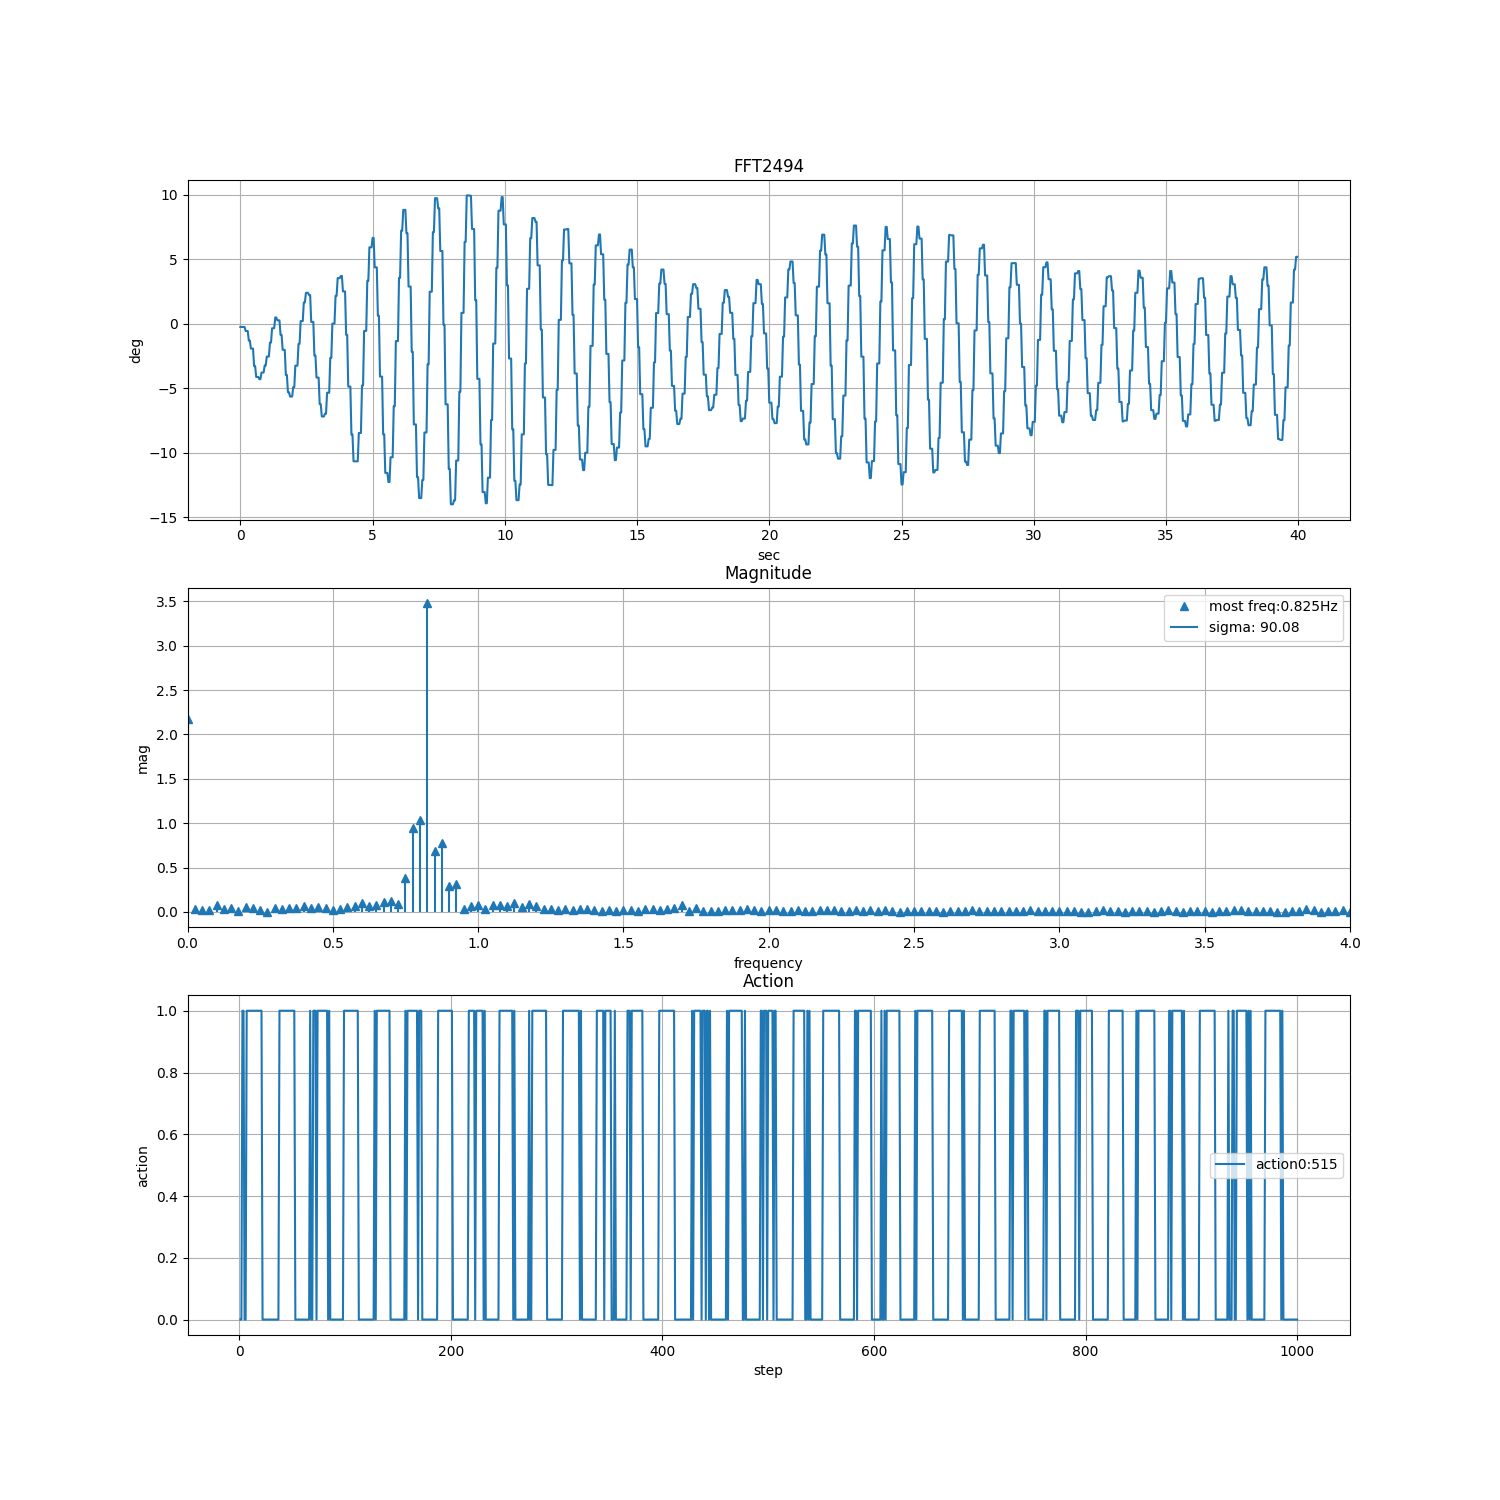 FFT2494
10
5
0
−5
−10
−15
deg
0 5 10 15 20 25 30 35 40
sec
Magnitude
3.5
3.0
2.5
2.0
1.5
1.0
0.5
0.0
mag
most freq:0.825Hz
sigma: 90.08
0.0 0.5 1.0 1.5 2.0 2.5 3.0 3.5 4.0
frequency
Action
1.0
0.8
0.6
0.4
0.2
0.0
action
action0:515
0 200 400 600 800 1000
step